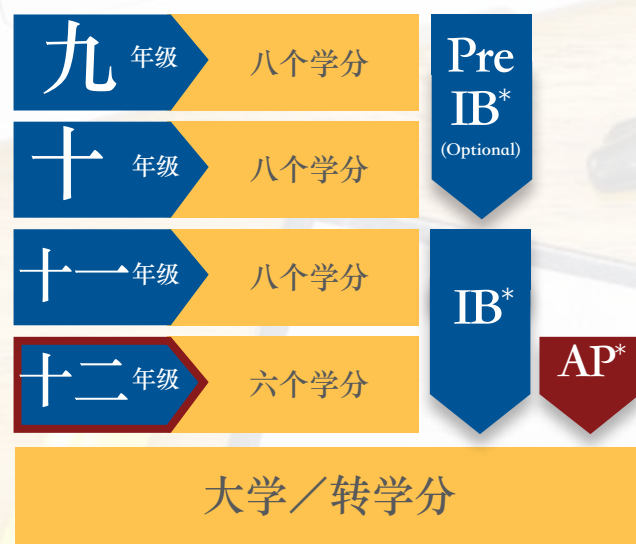 九 年级
八个学分
Pre
IB*
(Optional)
十 年级
八个学分
十一年级
八个学分
IB*
十二年级
六个学分
AP*
大学／转学分